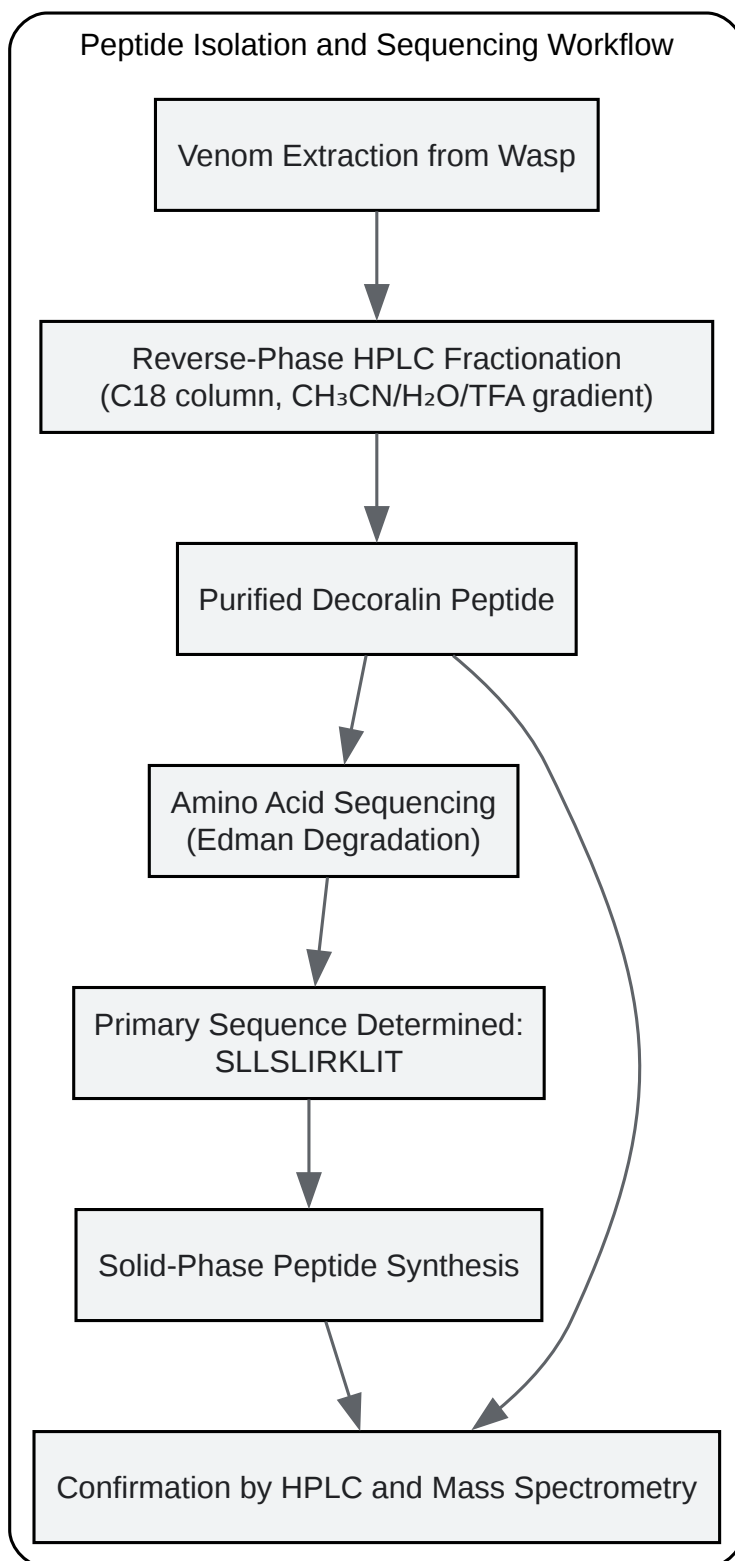 Peptide Isolation and Sequencing Workflow
Venom Extraction from Wasp
Reverse-Phase HPLC Fractionation
(C18 column, CH₃CN/H₂O/TFA gradient)
Purified Decoralin Peptide
Amino Acid Sequencing
(Edman Degradation)
Primary Sequence Determined:
SLLSLIRKLIT
Solid-Phase Peptide Synthesis
Confirmation by HPLC and Mass Spectrometry